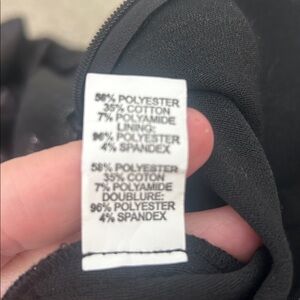 58% POLYESTER
35% COTTON
7% POLYAMIDE
LINING:
96% POLYESTER
4% SPANDEX
58% POLYESTER
35% COTON
7% POLYAMIDE
DOUBLURE:
96% POLYESTER
4% SPANDEX